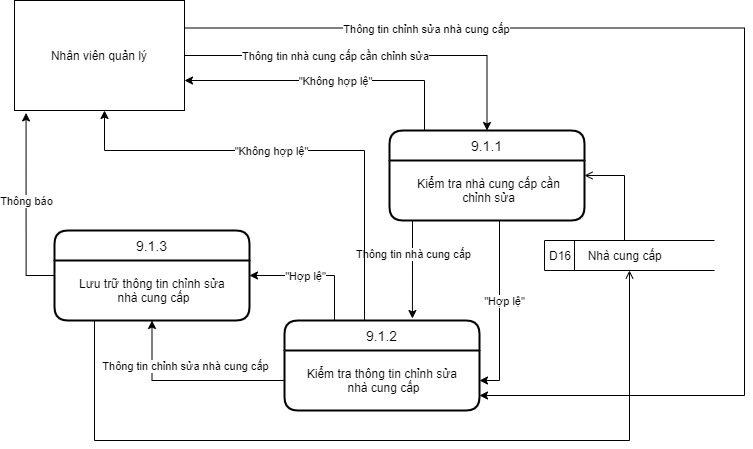 Thông tin chỉnh sửa nhà cung cấp
Nhân viên quản lý
Thông tin nhà cung cấp cần chỉnh sửa
"Không hợp lệ"
9.1.1
"Không hợp lệ"
Kiểm tra nhà cung cấp cần
chỉnh sửa
Thông báo
9.1.3
Thông tin nhà cung cấp
D16
Nhà cung cấp
Lưu trữ thông tin chỉnh sửa
nhà cung cấp
"Hợp lệ"
"Hợp lệ"
9.1.2
Thông tin chỉnh sửa nhà cung cấp
Kiểm tra thông tin chỉnh sửa
nhà cung cấp